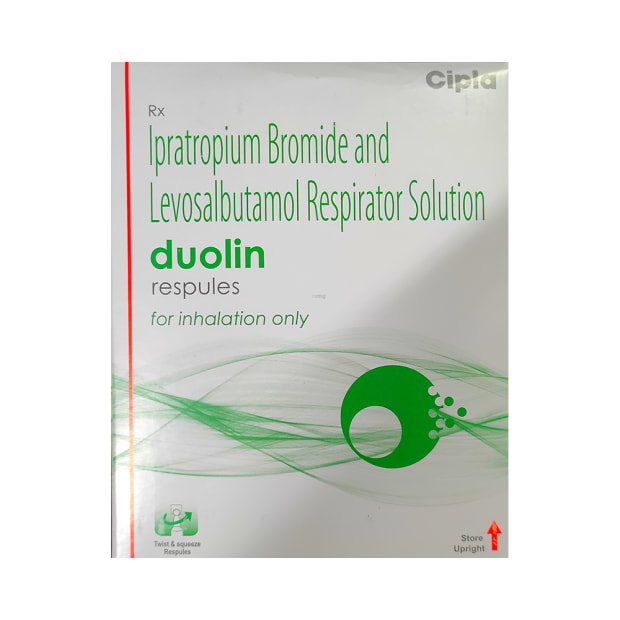 Cipla
Rx
Ipratropium Bromide and
Levosalbutamol Respirator Solution
duolin
respules
for inhalation only
Twist & squeeze
Respules
Store
Upright